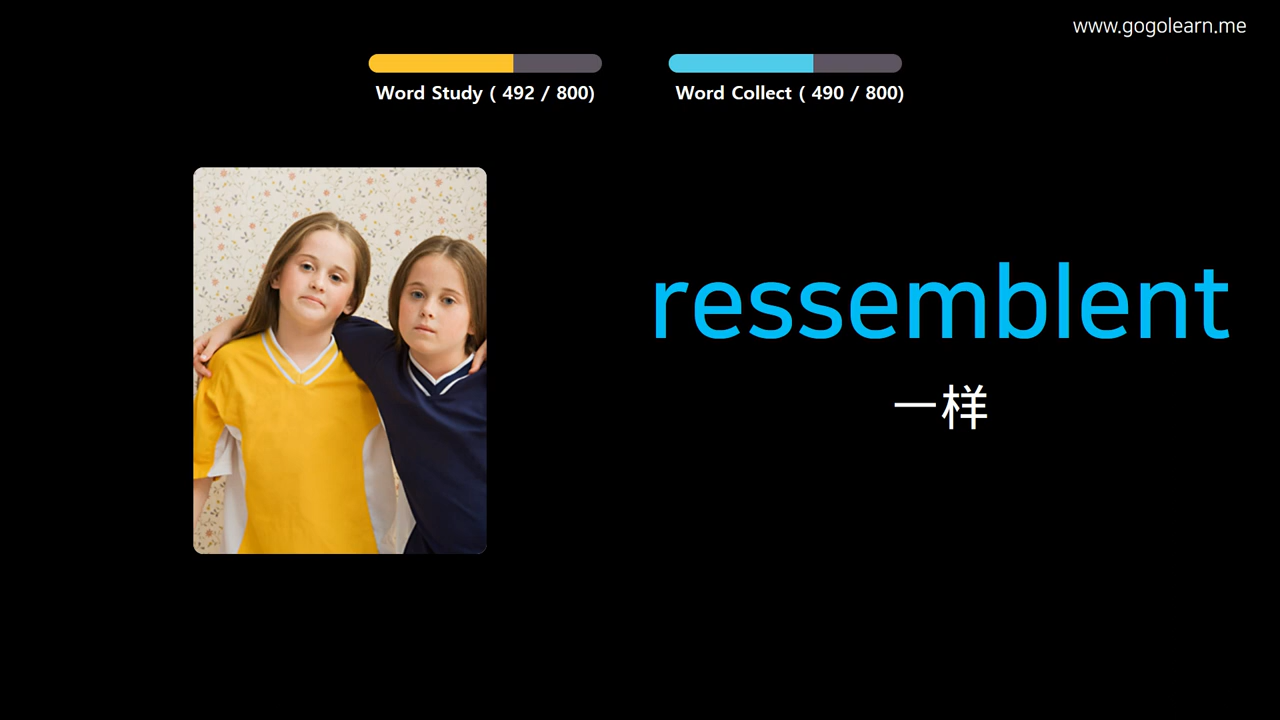 www.gogolearn.me
Word Study ( 492 / 800)
Word Collect ( 490 / 800)
ressemblent
一样